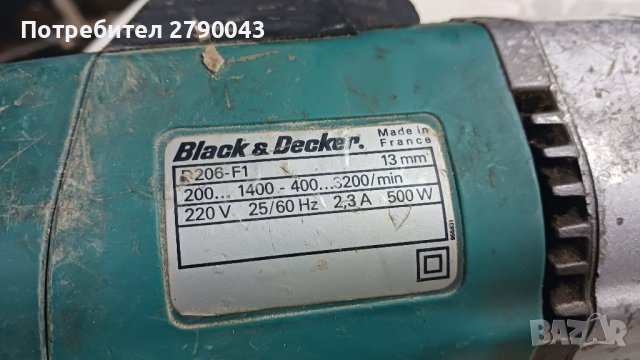 Потребител 2790043
Black & Decker. Made in France
206-F1 13 mm
200... 1400 - 400...3200/min
220 V 25/60 Hz 2,3 A 500 W
BAZAR